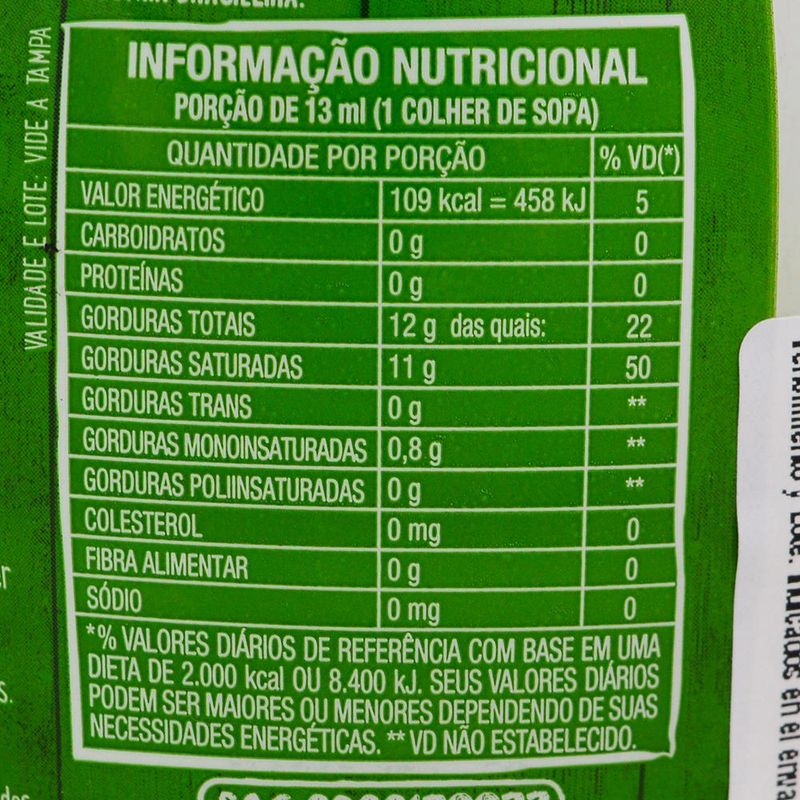 BRASILEIRA.
VALIDADE E LOTE: VIDE A TAMPA
INFORMAÇÃO NUTRICIONAL
PORÇÃO DE 13 ml (1 COLHER DE SOPA)
QUANTIDADE POR PORÇÃO % VD(*)
VALOR ENERGÉTICO 109 kcal = 458 kJ 5
CARBOIDRATOS 0 g 0
PROTEÍNAS 0 g 0
GORDURAS TOTAIS 12 g das quais: 22
GORDURAS SATURADAS 11 g 50
GORDURAS TRANS 0 g **
GORDURAS MONOINSATURADAS 0,8 g **
GORDURAS POLIINSATURADAS 0 g **
COLESTEROL 0 mg 0
FIBRA ALIMENTAR 0 g 0
SÓDIO 0 mg 0
*% VALORES DIÁRIOS DE REFERÊNCIA COM BASE EM UMA
DIETA DE 2.000 kcal OU 8.400 kJ. SEUS VALORES DIÁRIOS
PODEM SER MAIORES OU MENORES DEPENDENDO DE SUAS
NECESSIDADES ENERGÉTICAS. ** VD NÃO ESTABELECIDO.
y Lote: en el